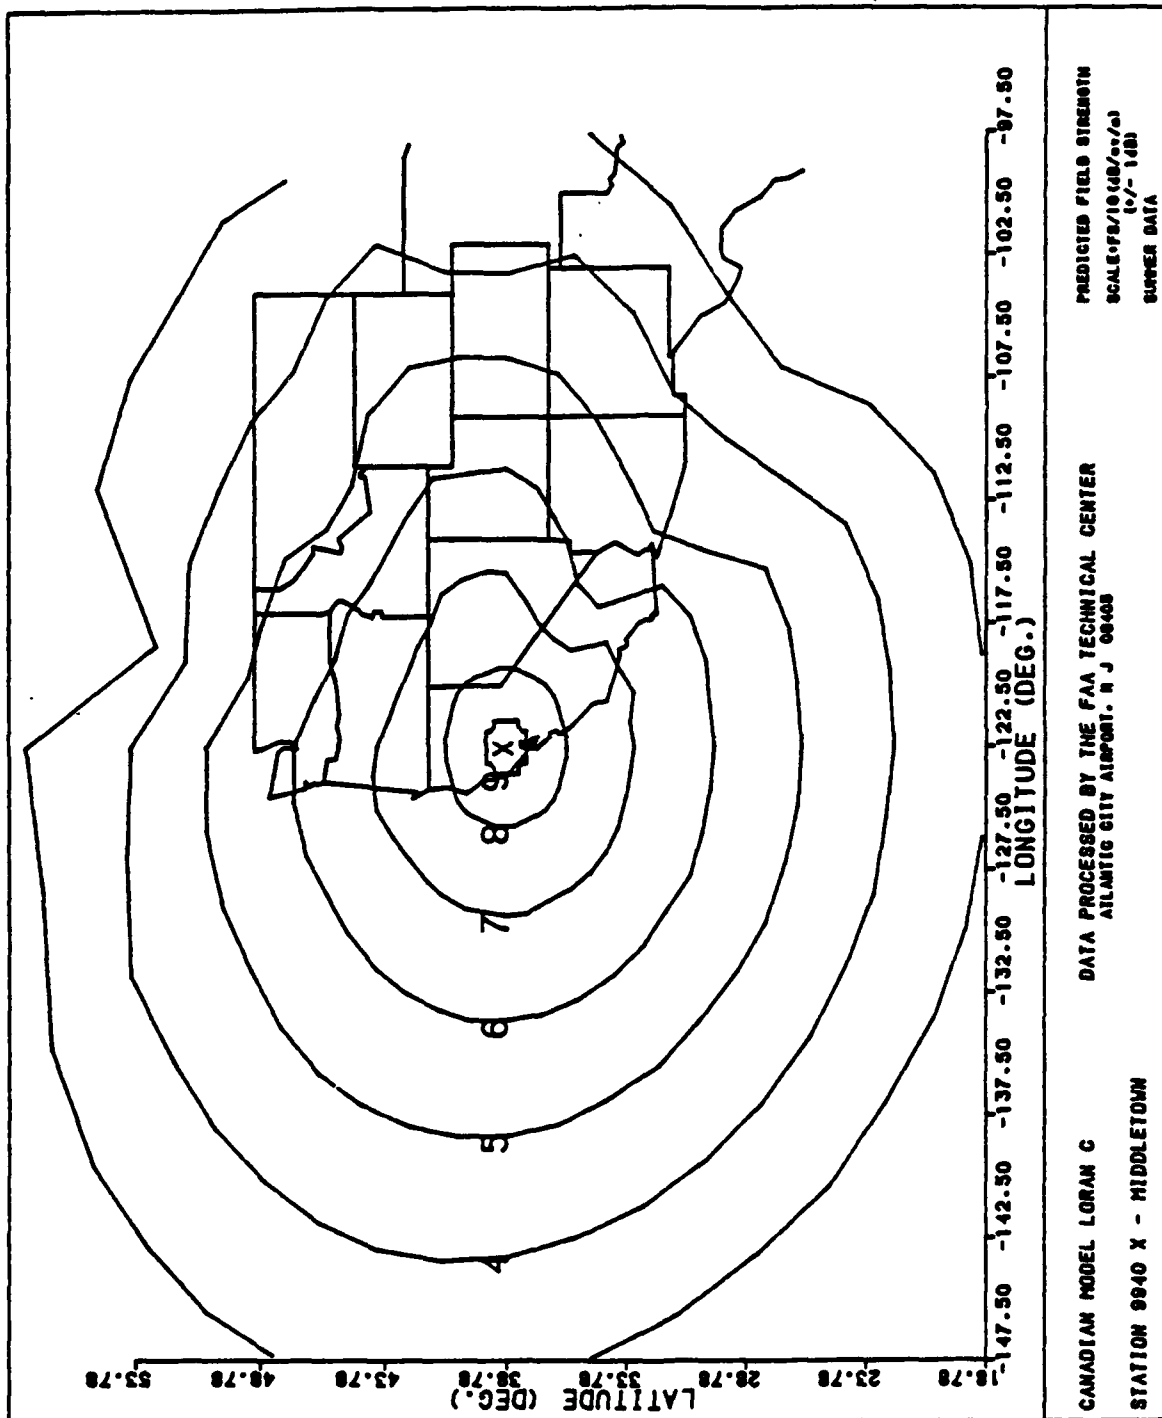 53.78
48.78
43.78
38.78
33.78
28.78
23.78
18.78
LATITUDE (DEG.)
4
5
6
7
8
9
X
-147.50
-142.50
-137.50
-132.50
-127.50
-122.50
-117.50
-112.50
-107.50
-102.50
-97.50
LONGITUDE (DEG.)
CANADIAN MODEL LORAN C
STATION 9940 X - MIDDLETOWN
DATA PROCESSED BY THE FAA TECHNICAL CENTER
ATLANTIC CITY AIRPORT, N J 08405
PREDICTED FIELD STRENGTH
SCALE=FS/10(dB/uv/m)
(+/- 1dB)
SUMMER DATA